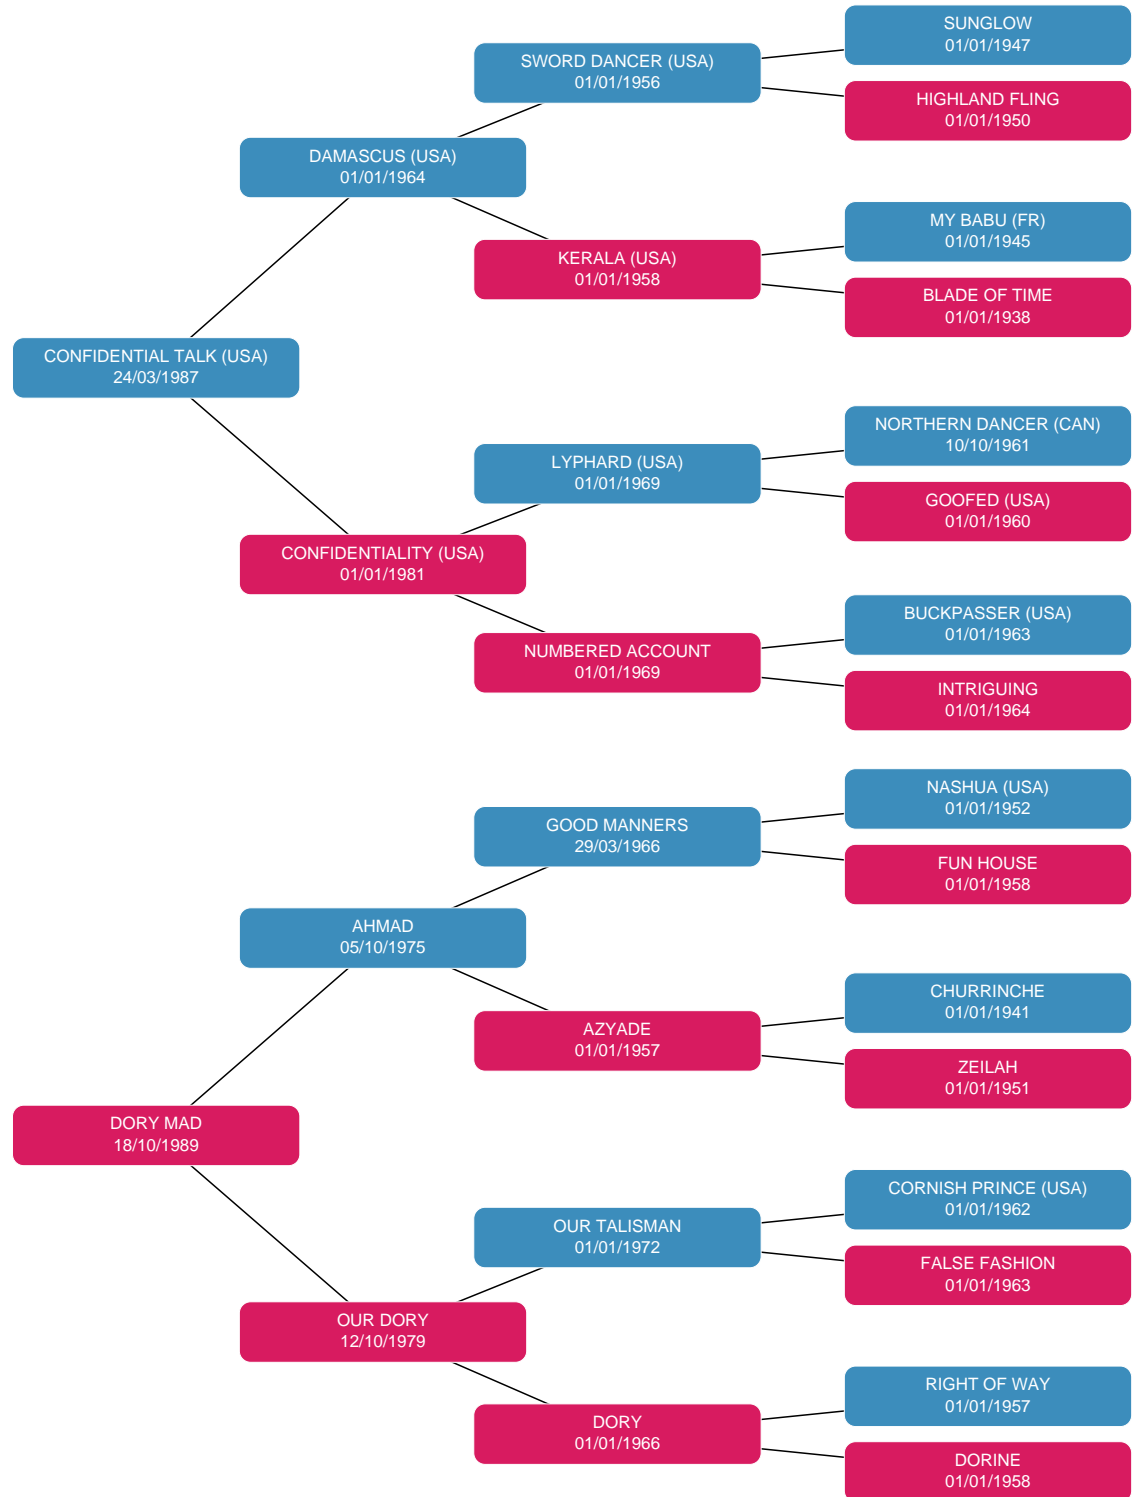 SUNGLOW
01/01/1947
SWORD DANCER (USA)
01/01/1956
HIGHLAND FLING
01/01/1950
DAMASCUS (USA)
01/01/1964
MY BABU (FR)
01/01/1945
KERALA (USA)
01/01/1958
BLADE OF TIME
01/01/1938
CONFIDENTIAL TALK (USA)
24/03/1987
NORTHERN DANCER (CAN)
10/10/1961
LYPHARD (USA)
01/01/1969
GOOFED (USA)
01/01/1960
CONFIDENTIALITY (USA)
01/01/1981
BUCKPASSER (USA)
01/01/1963
NUMBERED ACCOUNT
01/01/1969
INTRIGUING
01/01/1964
NASHUA (USA)
01/01/1952
GOOD MANNERS
29/03/1966
FUN HOUSE
01/01/1958
AHMAD
05/10/1975
CHURRINCHE
01/01/1941
AZYADE
01/01/1957
ZEILAH
01/01/1951
DORY MAD
18/10/1989
CORNISH PRINCE (USA)
01/01/1962
OUR TALISMAN
01/01/1972
FALSE FASHION
01/01/1963
OUR DORY
12/10/1979
RIGHT OF WAY
01/01/1957
DORY
01/01/1966
DORINE
01/01/1958